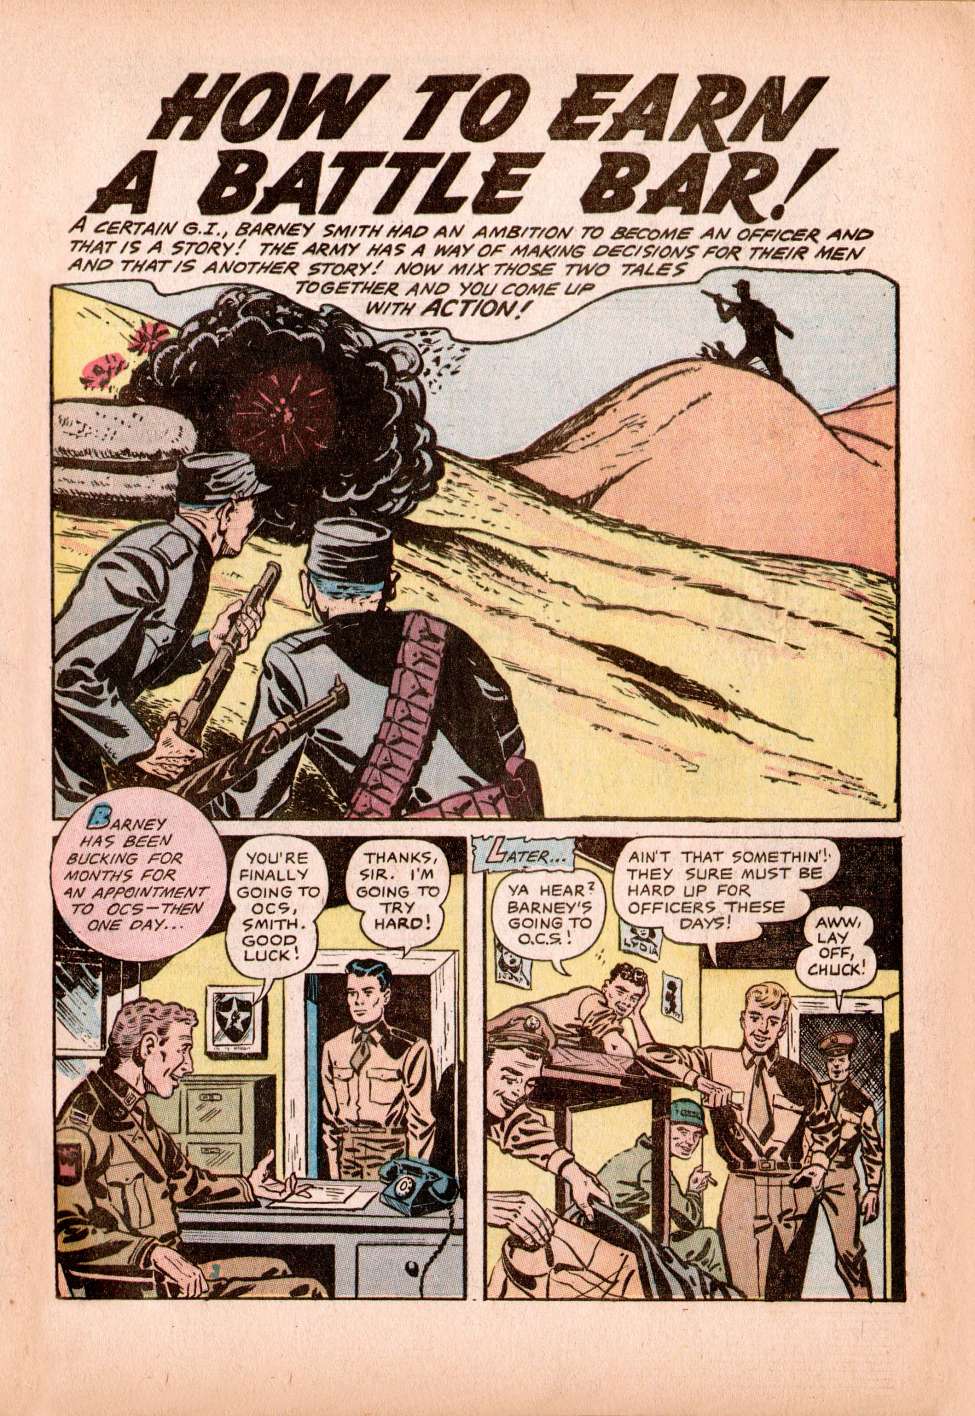 HOW TO EARN
A BATTLE BAR!
A CERTAIN G.I., BARNEY SMITH HAD AN AMBITION TO BECOME AN OFFICER AND
THAT IS A STORY! THE ARMY HAS A WAY OF MAKING DECISIONS FOR THEIR MEN
AND THAT IS ANOTHER STORY! NOW MIX THOSE TWO TALES
TOGETHER AND YOU COME UP
WITH ACTION!
BARNEY
HAS BEEN
BUCKING FOR
MONTHS FOR
AN APPOINTMENT
TO OCS—THEN
ONE DAY...
YOU'RE
FINALLY
GOING TO
OCS,
SMITH.
GOOD
LUCK!
THANKS,
SIR. I'M
GOING TO
TRY
HARD!
LATER...
YA HEAR?
BARNEY'S
GOING TO
O.C.S.!
AIN'T THAT SOMETHIN'!
THEY SURE MUST BE
HARD UP FOR
OFFICERS THESE
DAYS!
AWW,
LAY
OFF,
CHUCK!
LYDIA